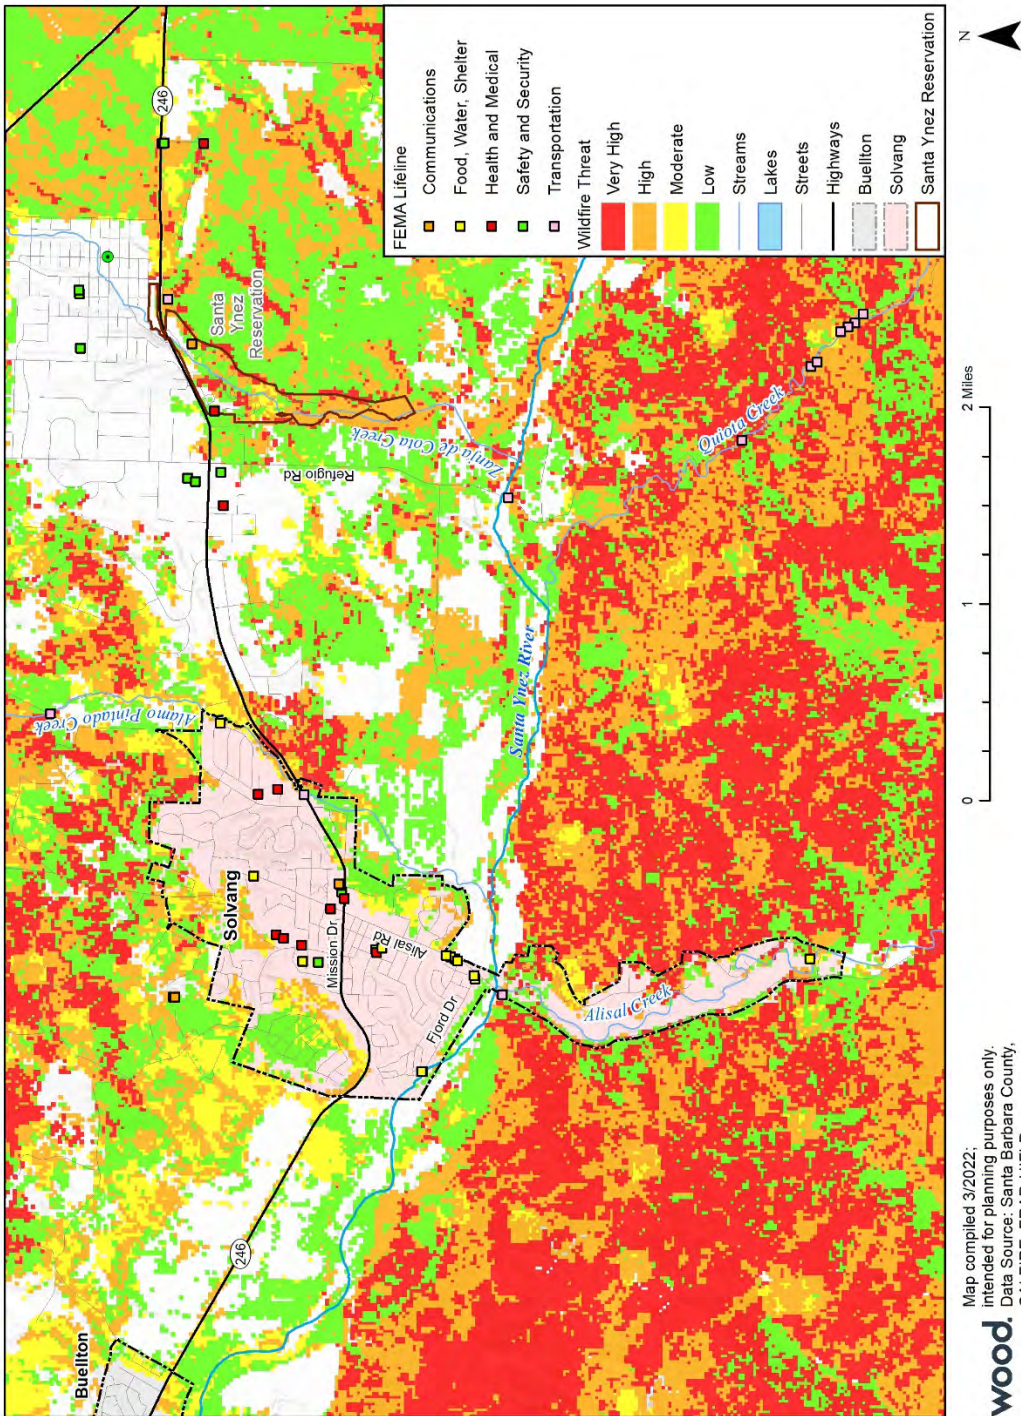 Buellton
246
Solvang
Mission Dr
Alisal Rd
Fjord Dr
Alisal Creek
Alamo Pintado Creek
Santa Ynez River
Refugio Rd
Zanja de Cota Creek
Quiota Creek
Santa
Ynez
Reservation
246
FEMA Lifeline
Communications
Food, Water, Shelter
Health and Medical
Safety and Security
Transportation
Wildfire Threat
Very High
High
Moderate
Low
Streams
Lakes
Streets
Highways
Buellton
Solvang
Santa Ynez Reservation
wood.
Map compiled 3/2022;
intended for planning purposes only.
Data Source: Santa Barbara County,
0 1 2 Miles
N